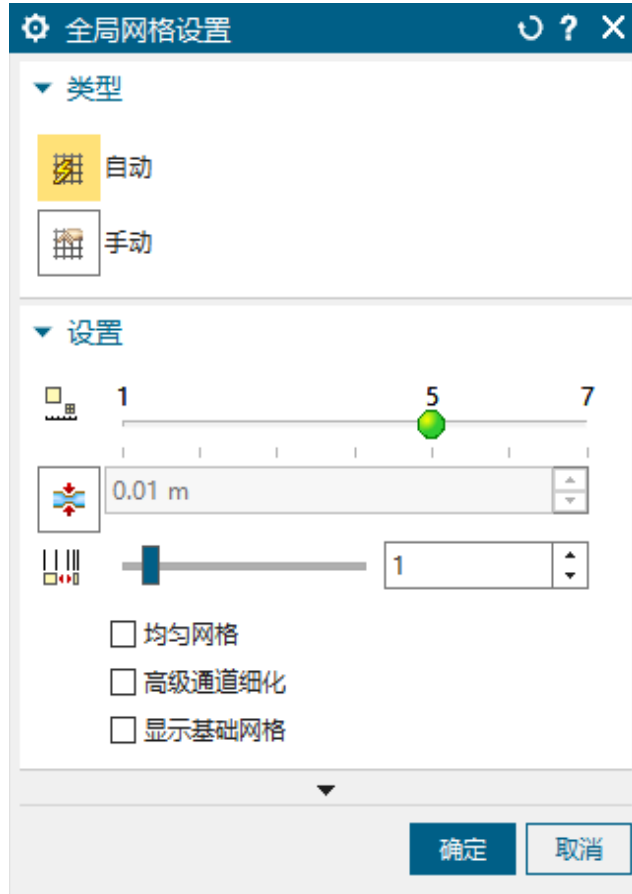 全局网格设置 ?
类型
自动
手动
设置
1 5 7
0.01 m
1
均匀网格
高级通道细化
显示基础网格
确定 取消